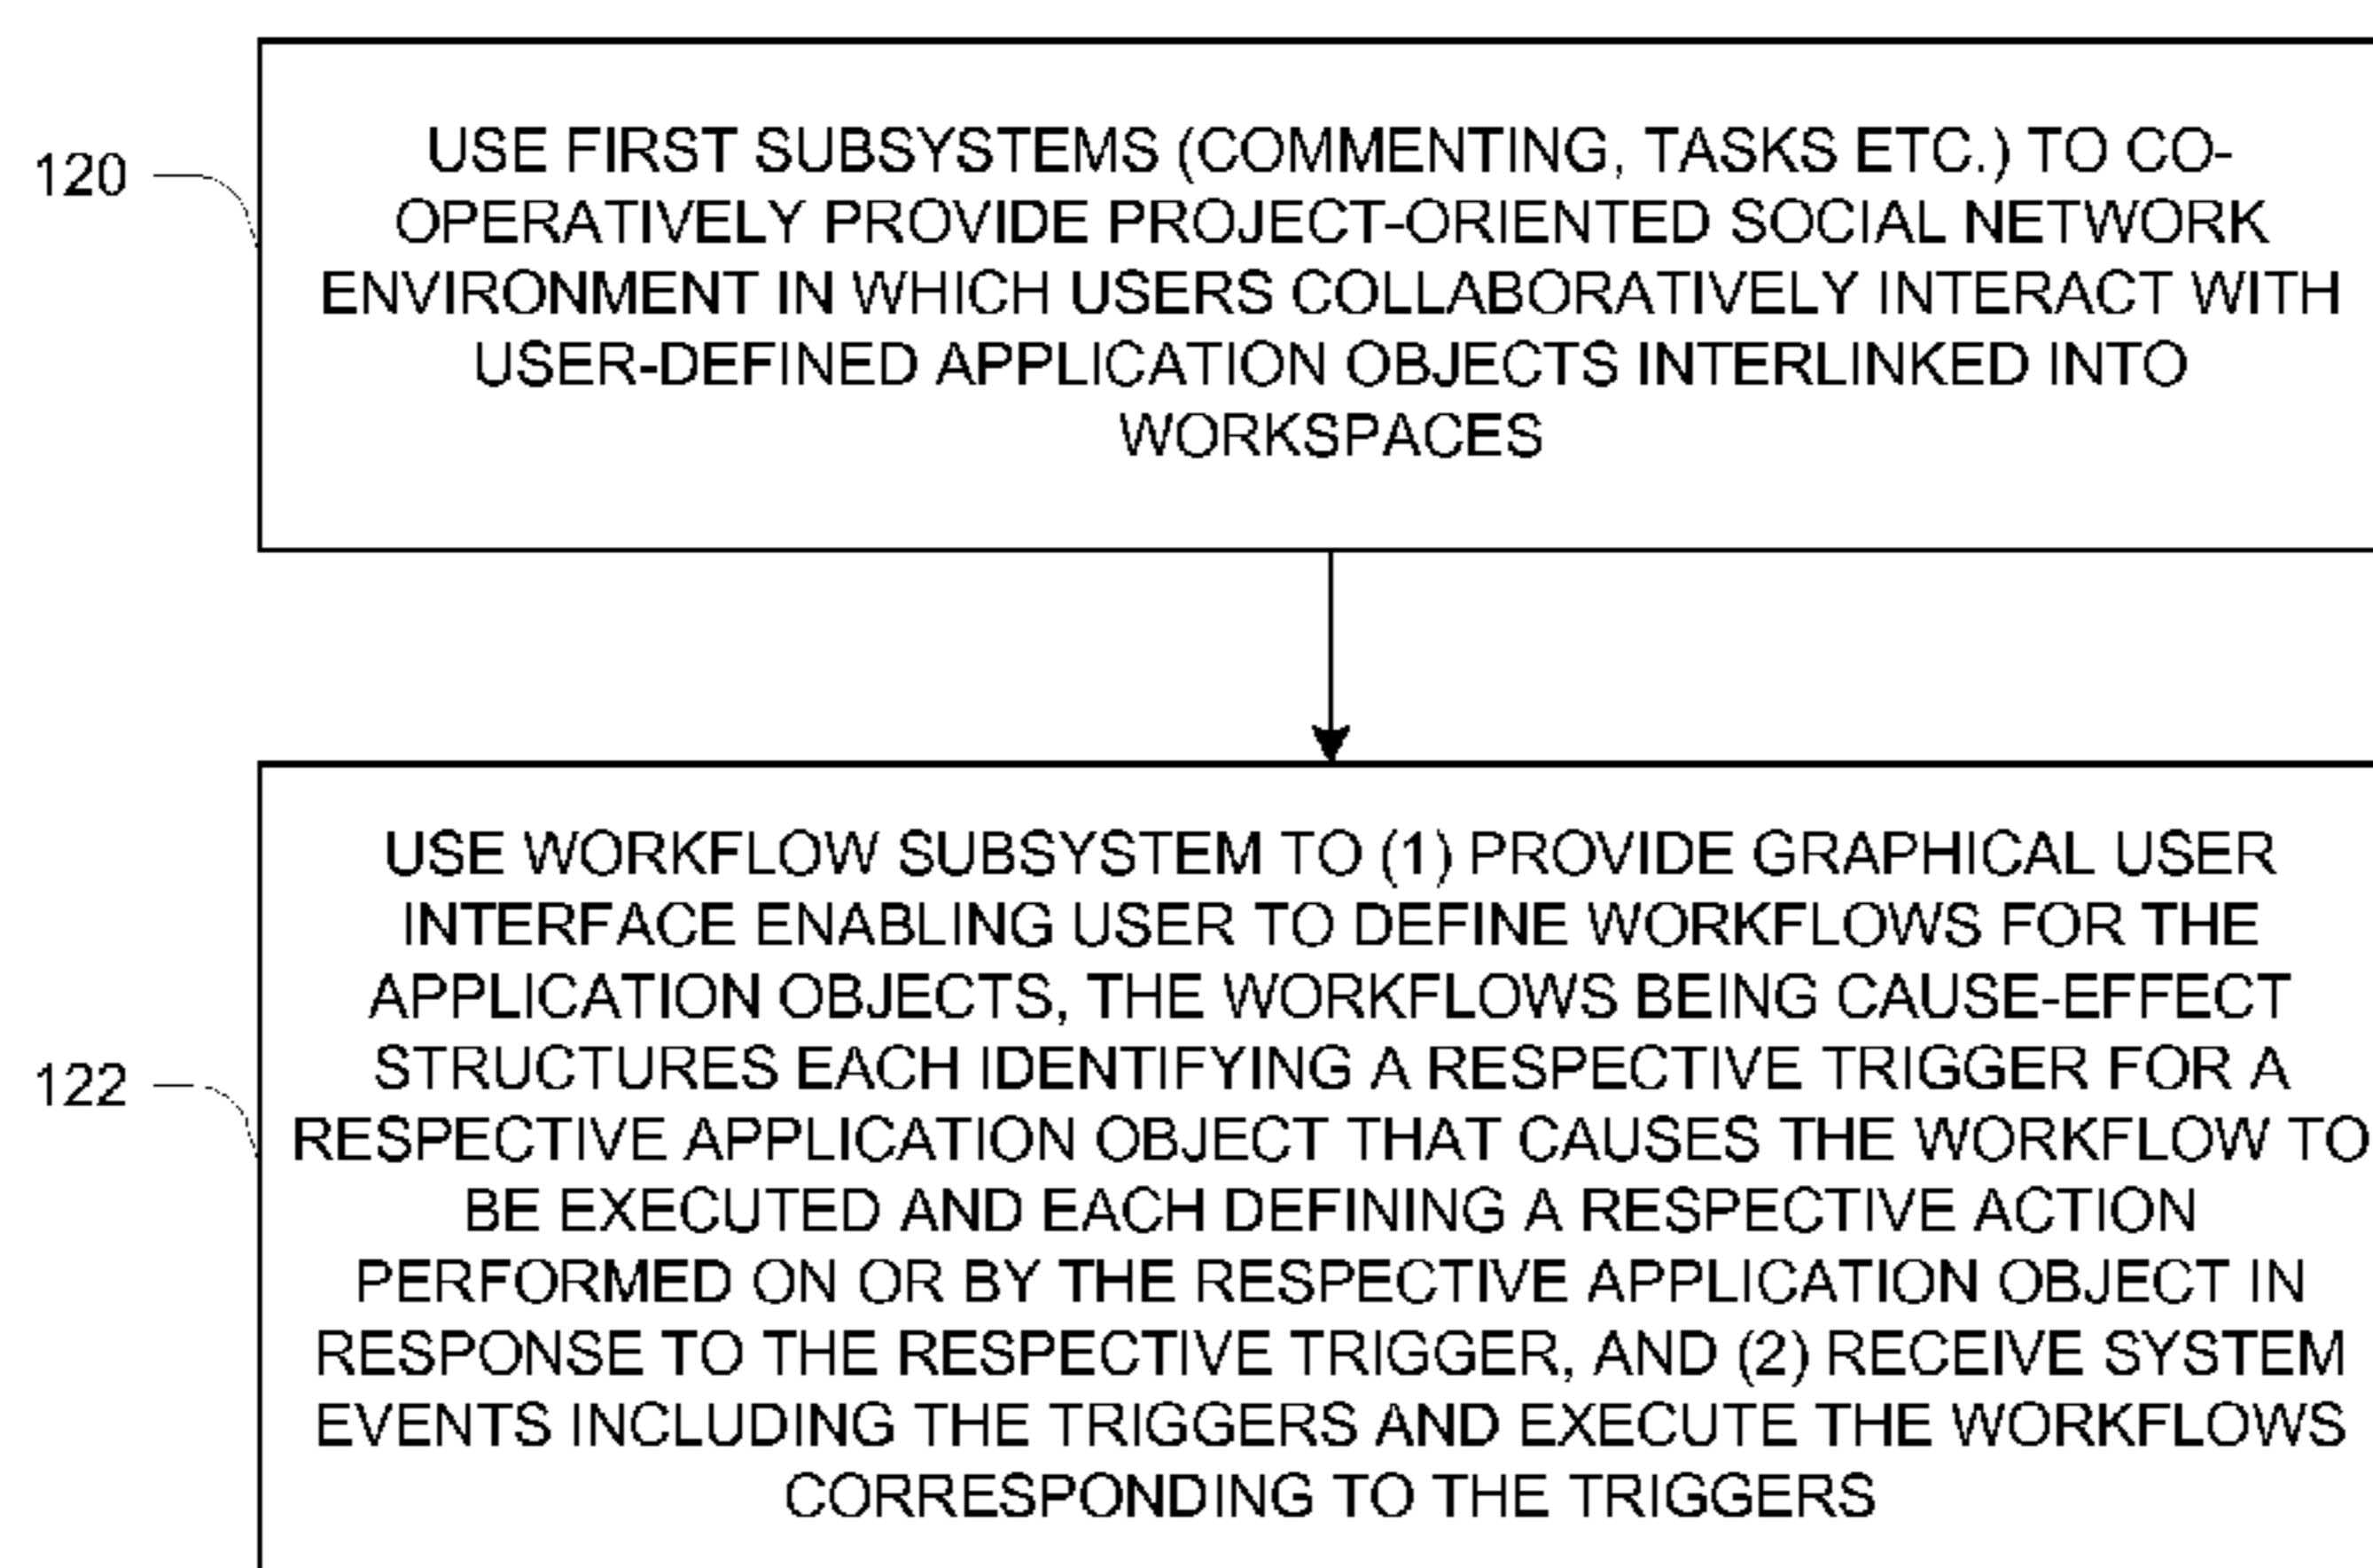 120
USE FIRST SUBSYSTEMS (COMMENTING, TASKS ETC.) TO CO-
OPERATIVELY PROVIDE PROJECT-ORIENTED SOCIAL NETWORK
ENVIRONMENT IN WHICH USERS COLLABORATIVELY INTERACT WITH
USER-DEFINED APPLICATION OBJECTS INTERLINKED INTO
WORKSPACES
122
USE WORKFLOW SUBSYSTEM TO (1) PROVIDE GRAPHICAL USER
INTERFACE ENABLING USER TO DEFINE WORKFLOWS FOR THE
APPLICATION OBJECTS, THE WORKFLOWS BEING CAUSE-EFFECT
STRUCTURES EACH IDENTIFYING A RESPECTIVE TRIGGER FOR A
RESPECTIVE APPLICATION OBJECT THAT CAUSES THE WORKFLOW TO
BE EXECUTED AND EACH DEFINING A RESPECTIVE ACTION
PERFORMED ON OR BY THE RESPECTIVE APPLICATION OBJECT IN
RESPONSE TO THE RESPECTIVE TRIGGER, AND (2) RECEIVE SYSTEM
EVENTS INCLUDING THE TRIGGERS AND EXECUTE THE WORKFLOWS
CORRESPONDING TO THE TRIGGERS